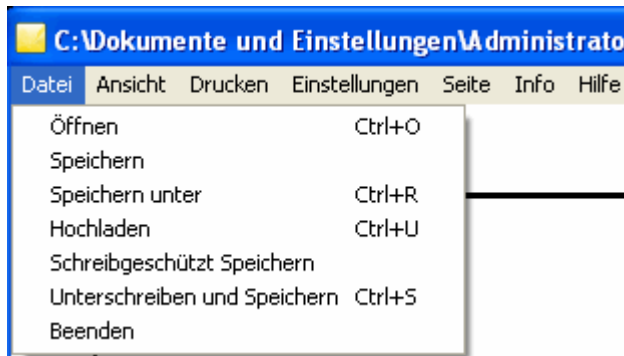 C:\Dokumente und Einstellungen\Administrato
Datei Ansicht Drucken Einstellungen Seite Info Hilfe
Öffnen Ctrl+O
Speichern
Speichern unter Ctrl+R
Hochladen Ctrl+U
Schreibgeschützt Speichern
Unterschreiben und Speichern Ctrl+S
Beenden